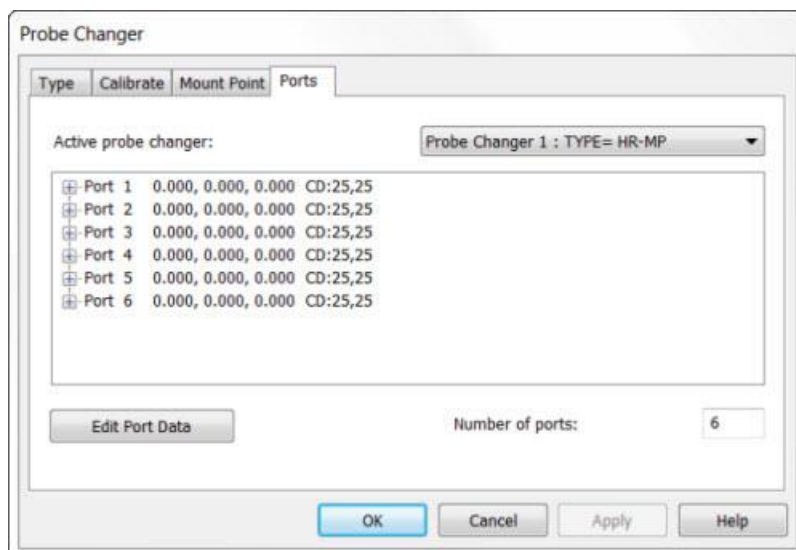 Probe Changer
Type Calibrate Mount Point Ports
Active probe changer: Probe Changer 1 : TYPE= HR-MP
Port 1 0.000, 0.000, 0.000 CD:25,25
Port 2 0.000, 0.000, 0.000 CD:25,25
Port 3 0.000, 0.000, 0.000 CD:25,25
Port 4 0.000, 0.000, 0.000 CD:25,25
Port 5 0.000, 0.000, 0.000 CD:25,25
Port 6 0.000, 0.000, 0.000 CD:25,25
Edit Port Data Number of ports: 6
OK Cancel Apply Help